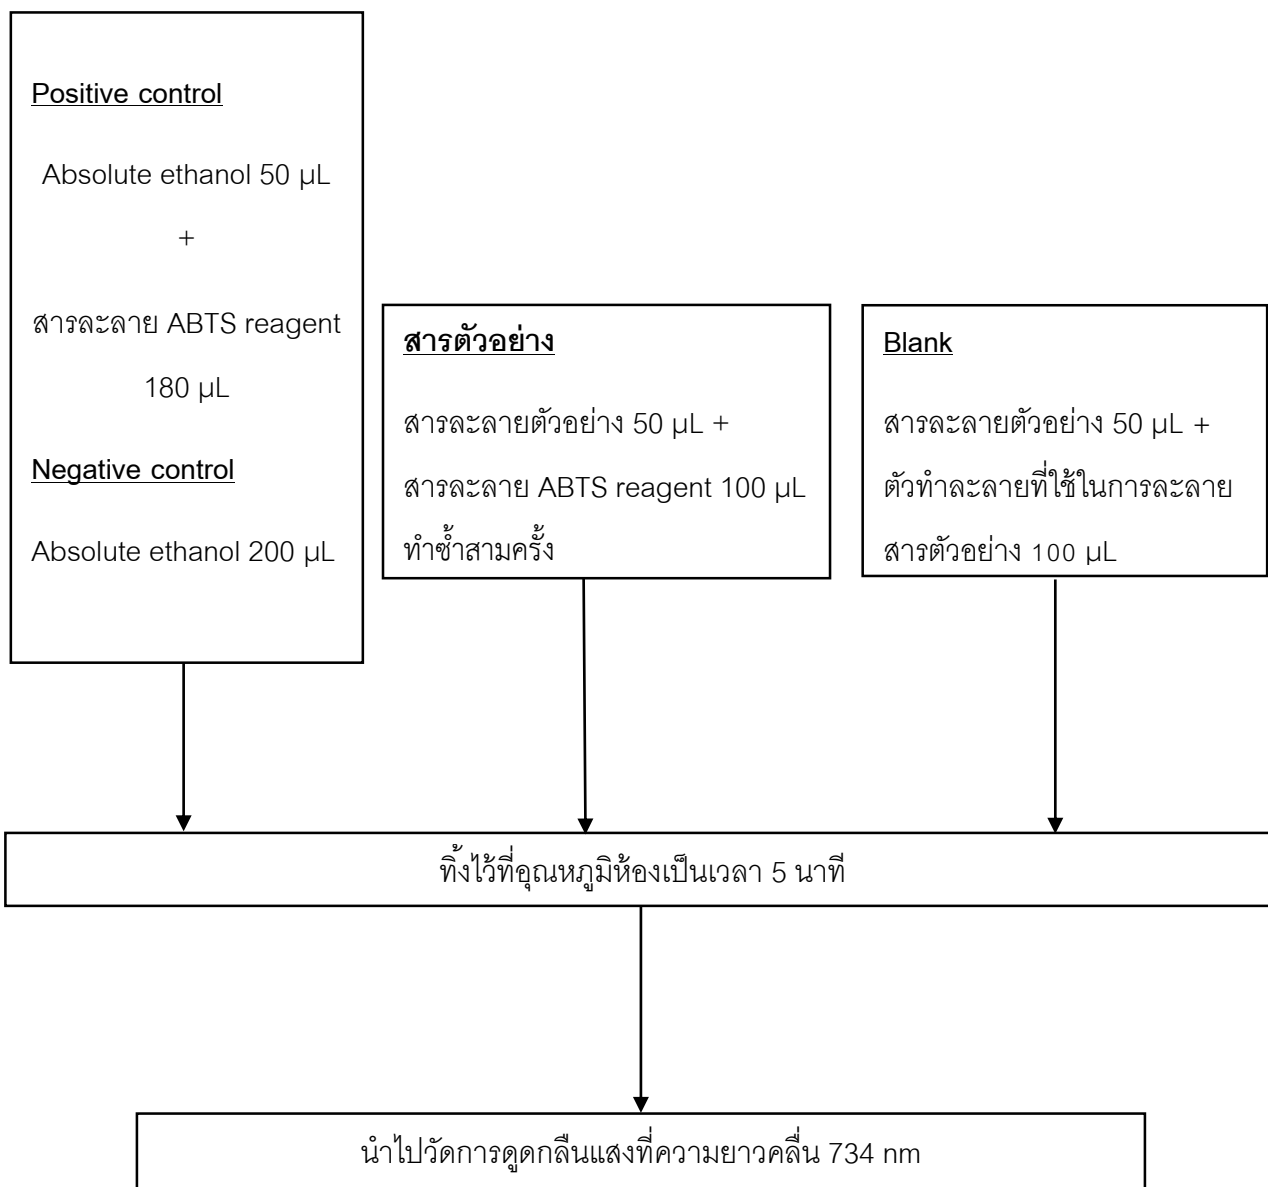 Positive control
Absolute ethanol 50 µL
+
สารละลาย ABTS reagent
180 µL
Negative control
Absolute ethanol 200 µL
สารตัวอย่าง
สารละลายตัวอย่าง 50 µL +
สารละลาย ABTS reagent 100 µL
ทำซ้ำสามครั้ง
Blank
สารละลายตัวอย่าง 50 µL +
ตัวทำละลายที่ใช้ในการละลาย
สารตัวอย่าง 100 µL
ทิ้งไว้ที่อุณหภูมิห้องเป็นเวลา 5 นาที
นำไปวัดการดูดกลืนแสงที่ความยาวคลื่น 734 nm